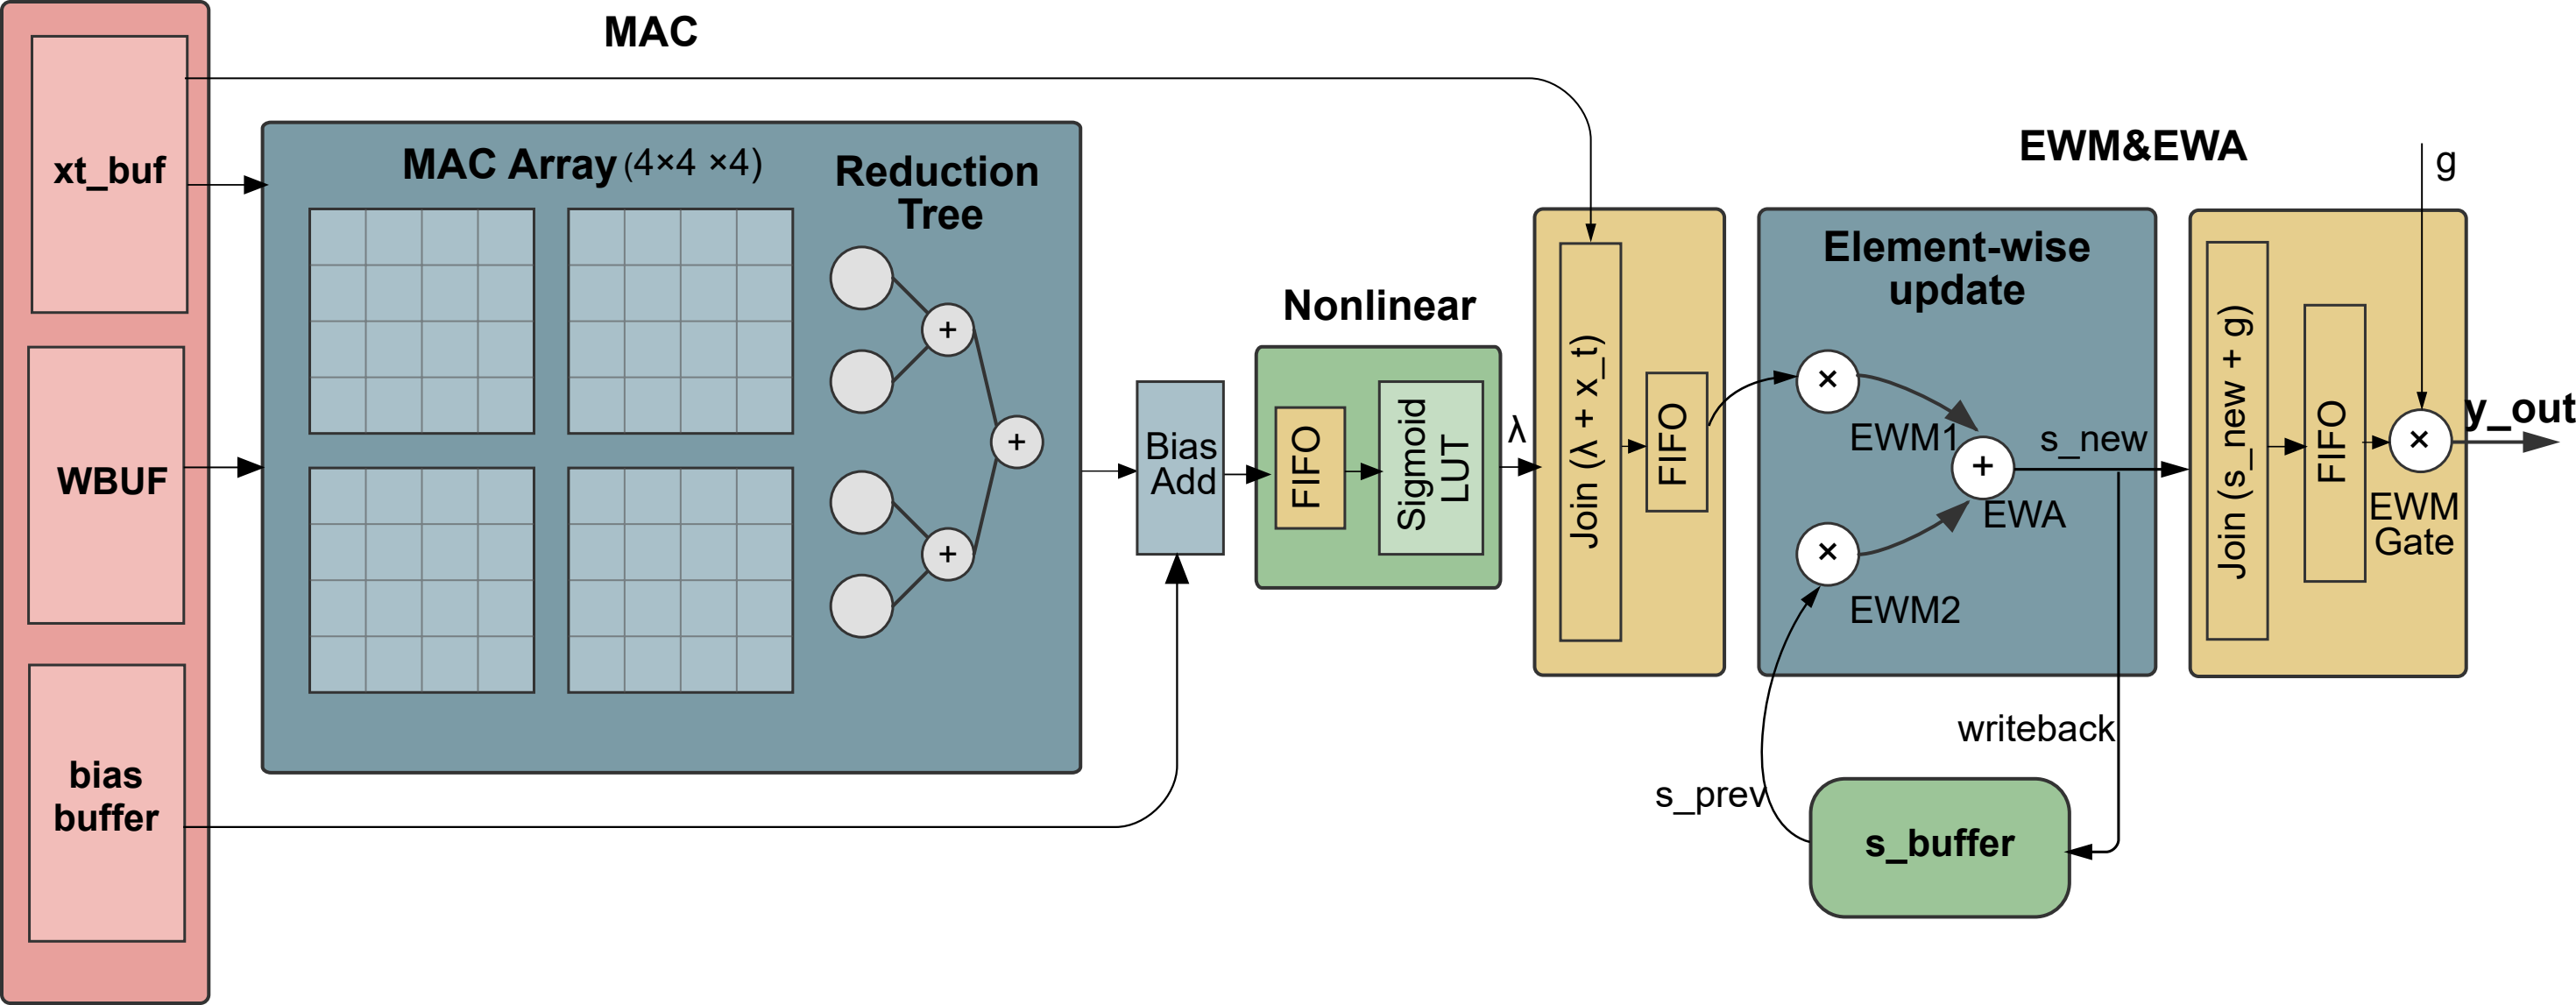 MAC
xt_buf
WBUF
bias
buffer
MAC Array (4×4 ×4)
Reduction
Tree
+
+
+
Bias
Add
Nonlinear
FIFO
Sigmoid
LUT
λ
Join (λ + x_t)
FIFO
EWM&EWA
Element-wise
update
×
EWM1
×
EWM2
+
EWA
s_new
writeback
s_prev
s_buffer
Join (s_new + g)
FIFO
g
×
EWM
Gate
y_out